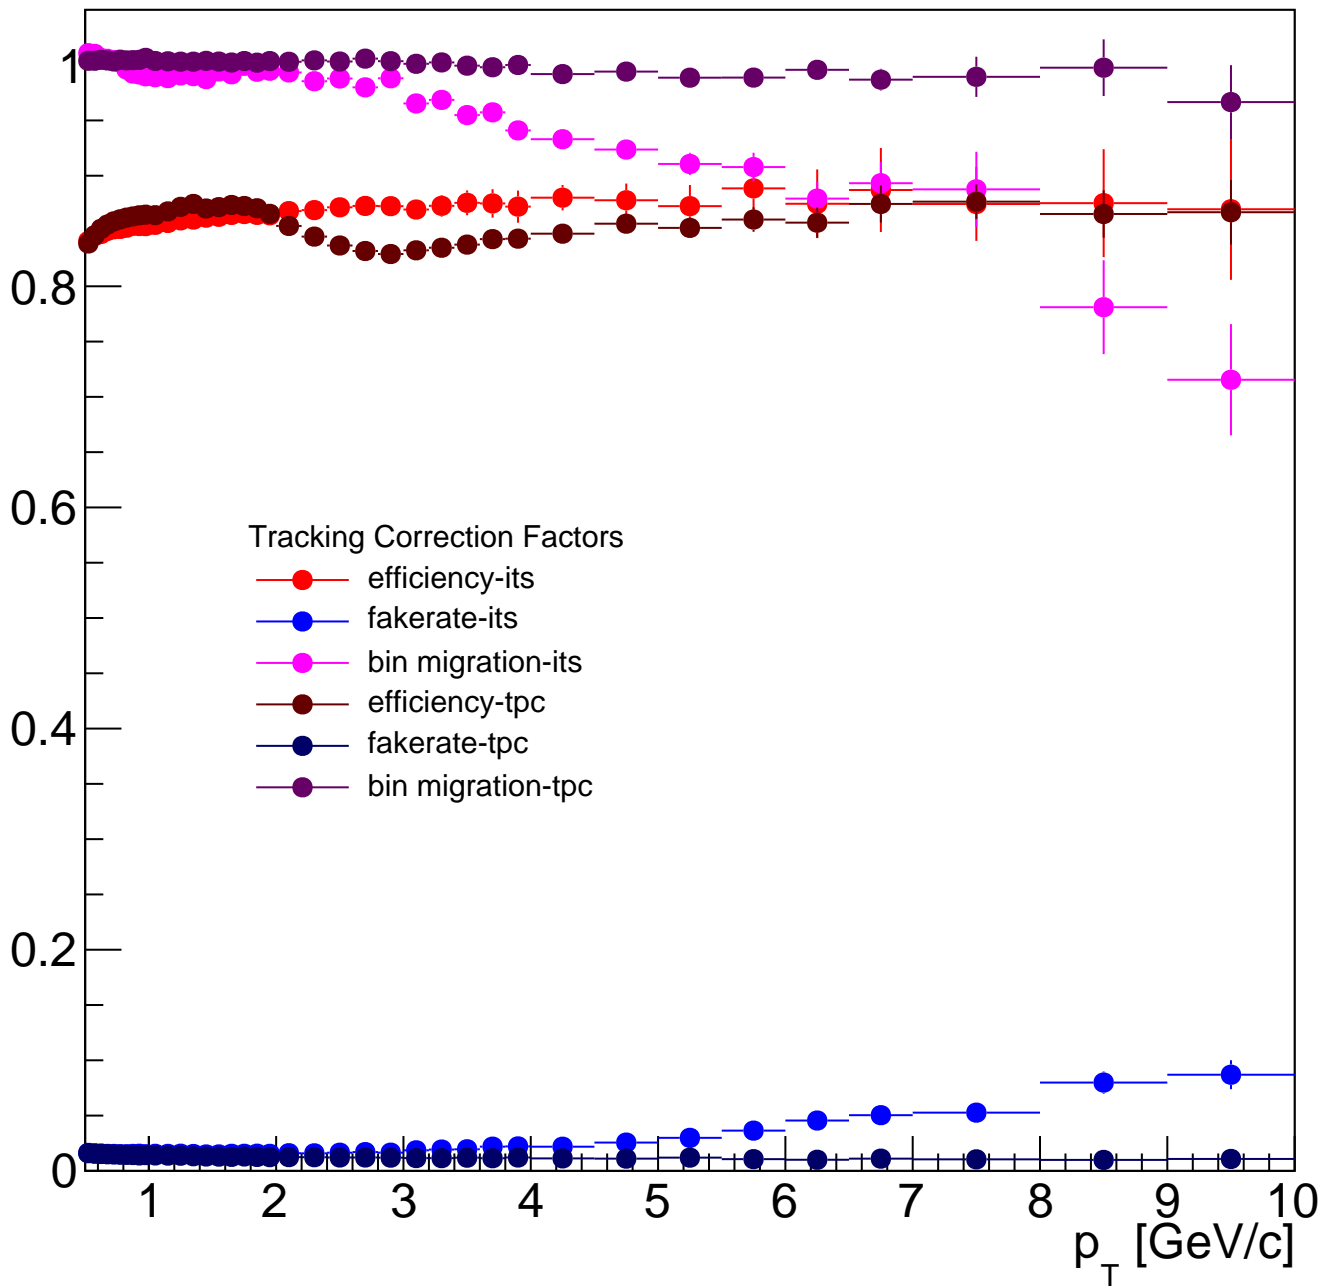 1
0.8
0.6
Tracking Correction Factors
efficiency-its
fakerate-its
bin migration-its
efficiency-tpc
fakerate-tpc
bin migration-tpc
0.4
0.2
0
1 2 3 4 5 6 7 8 9 10
p_T [GeV/c]